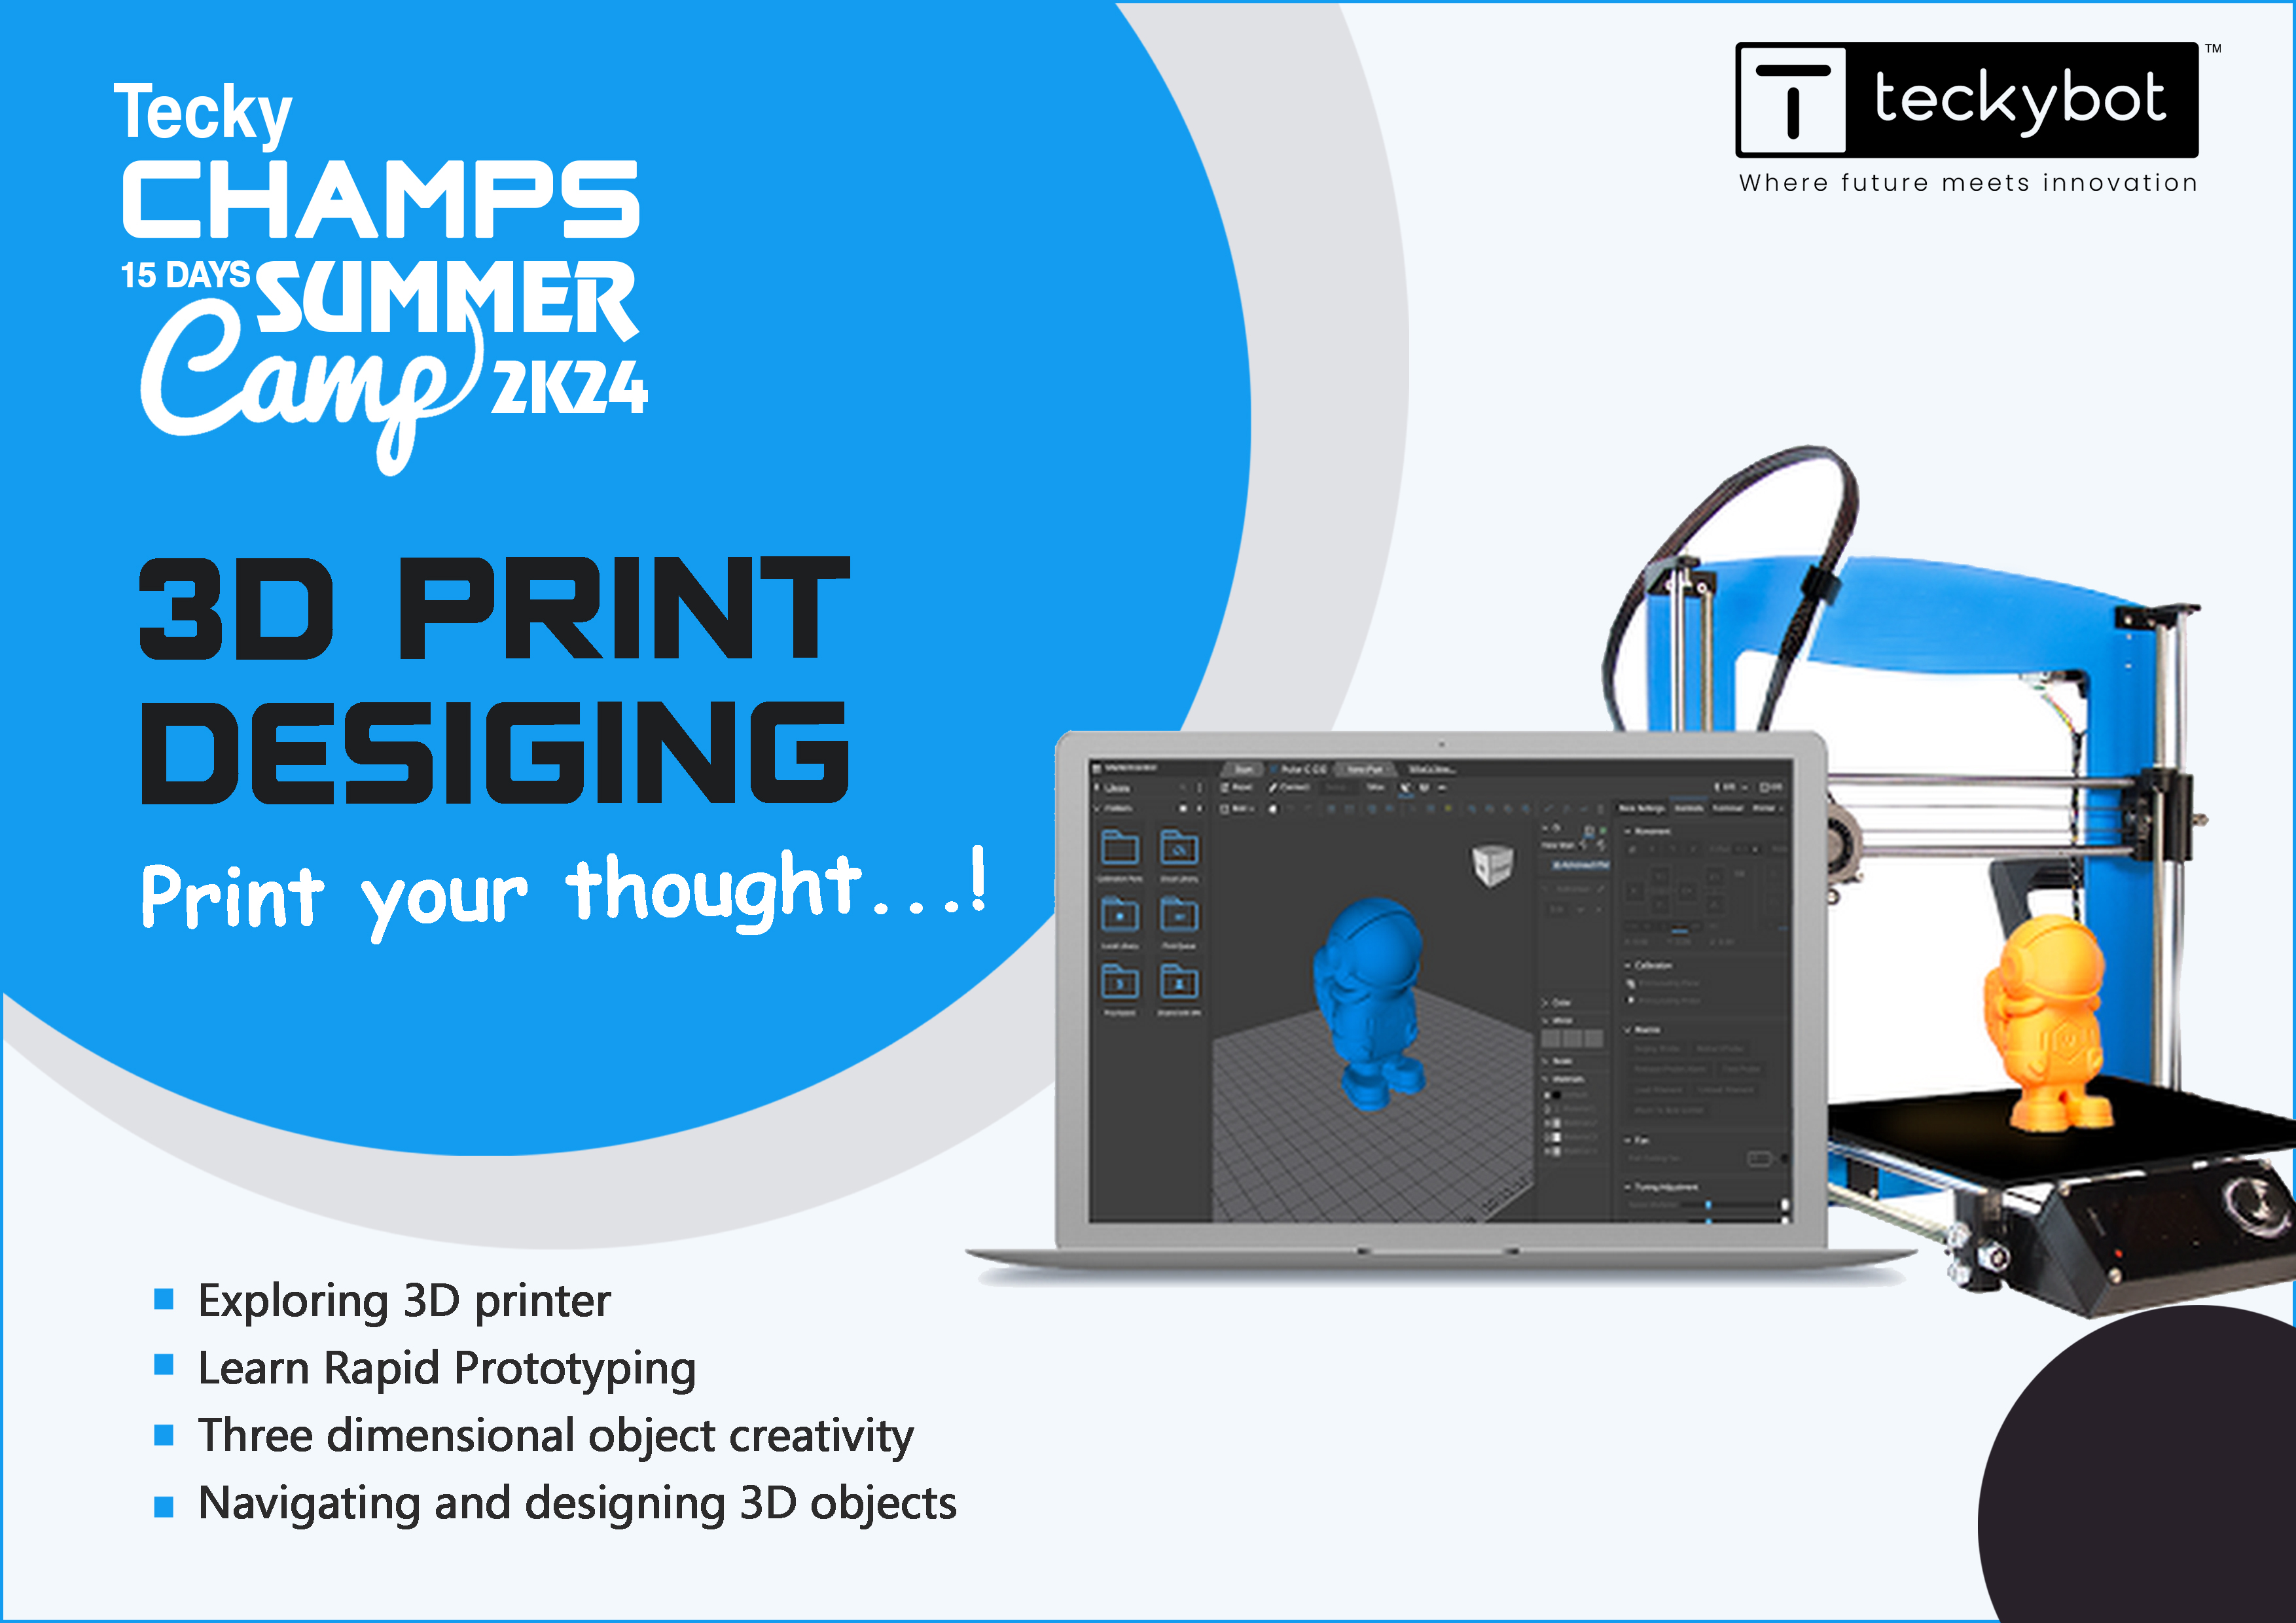 Tecky
CHAMPS
15 DAYS SUMMER
Camp 2K24
teckybot TM
Where future meets innovation
3D PRINT
DESIGING
Print your thought...!
Exploring 3D printer
Learn Rapid Prototyping
Three dimensional object creativity
Navigating and designing 3D objects